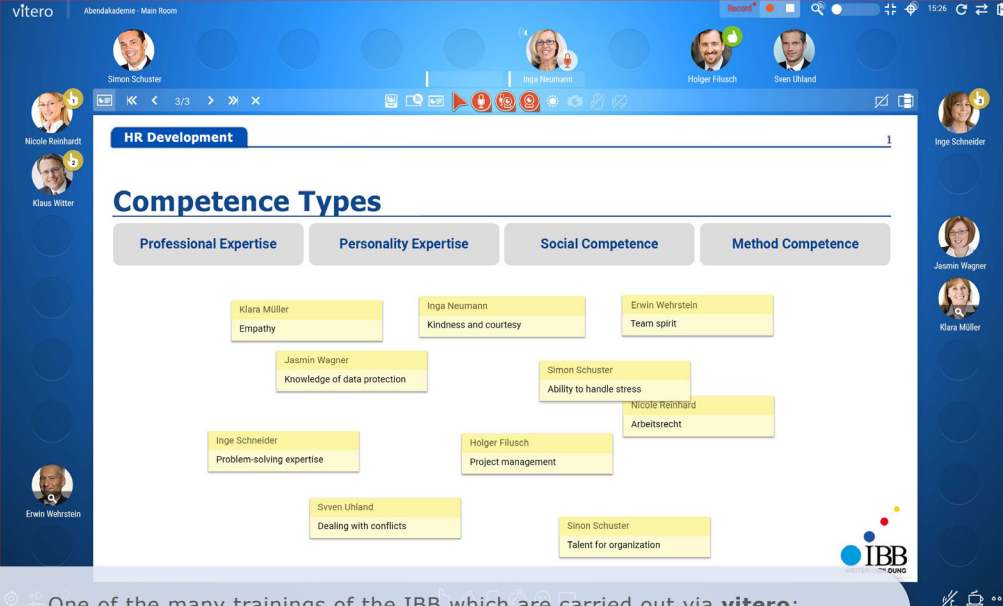 vitero
Abendakademie - Main Room
Record
15:26
Simon Schuster
Inga Neumann
Holger Filusch
Sven Uhland
3/3
Nicole Reinhardt
1
Klaus Witter
2
Inge Schneider
3
Jasmin Wagner
Klara Müller
Erwin Wehrstein
HR Development
1
Competence Types
Professional Expertise
Personality Expertise
Social Competence
Method Competence
Klara Müller
Empathy
Inga Neumann
Kindness and courtesy
Erwin Wehrstein
Team spirit
Jasmin Wagner
Knowledge of data protection
Simon Schuster
Ability to handle stress
Nicole Reinhard
Arbeitsrecht
Inge Schneider
Problem-solving expertise
Holger Filusch
Project management
Svven Uhland
Dealing with conflicts
Sinon Schuster
Talent for organization
IBB
One of the many trainings of the IBB which are carried out via vitero: